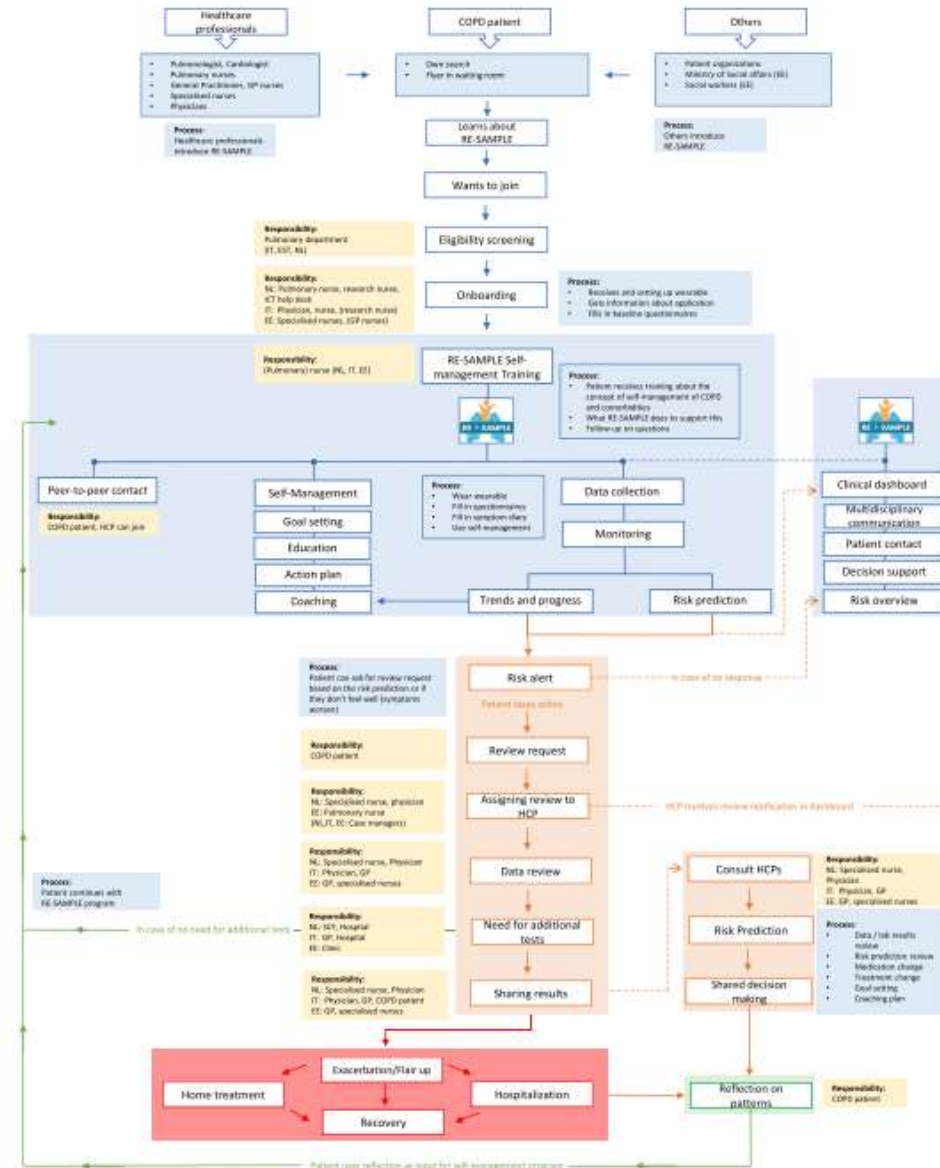 Healthcare
professionals
COPD patient
Others
• Pulmonologist, Cardiologist
• Pulmonary nurses
• General Practitioner, GP nurses
• Specialised nurses
• Physicians
• Own search
• Flyer in waiting room
• Patient organizations
• Ministry of Social affairs (EE)
• Social workers (EE)
Process:
Healthcare professionals
introduce RE-SAMPLE
Learns about
RE-SAMPLE
Process:
Others introduce
RE-SAMPLE
Wants to join
Responsibility:
Pulmonary department
(IT, EST, NL)
Eligibility screening
Responsibility:
NL: Pulmonary nurse, research nurse,
ICT help desk
IT: Physician, nurse, (research nurse)
EE: Specialised nurses, (GP nurses)
Onboarding
Process:
• Receives and setting up wearable
• Gets information about application
• Fills in baseline questionnaires
Responsibility:
(Pulmonary) nurse (NL, IT, EE)
RE-SAMPLE Self-
management Training
Process:
• Patient receives training about the
concept of self-management of COPD
and comorbidities
• What RE-SAMPLE does to support this
• Follow-up on questions
RE • SAMPLE
RE • SAMPLE
Peer-to-peer contact
Responsibility:
COPD patient, HCP can join
Self-Management
Goal setting
Education
Action plan
Coaching
Process:
• Wear wearable
• Fill in questionnaires
• Fill in symptom diary
• Use self-management
Data collection
Monitoring
Trends and progress
Risk prediction
Clinical dashboard
Multidisciplinary
communication
Patient contact
Decision support
Risk overview
Process:
Patient can ask for review request
based on the risk prediction or if
they don't feel well (symptoms
worsen)
Risk alert
In case of no response
Patient takes action
Responsibility:
COPD patient
Review request
Responsibility:
NL: Specialised nurse, physician
EE: Pulmonary nurse
(NL,IT, EE: Case managers)
Assigning review to
HCP
HCP receives review notification in dashboard
Responsibility:
NL: Specialised nurse, Physician
IT: Physician, GP
EE: GP, specialised nurses
Data review
Consult HCPs
Responsibility:
NL: Specialised nurse,
Physician
IT: Physician, GP
EE: GP, specialised nurses
Process:
Patient continues with
RE-SAMPLE program
In case of no need for additional tests
Responsibility:
IT: GP, Hospital
EE: Clinic
Need for additional
tests
Risk Prediction
Process:
• Data / lab results
review
• Risk prediction review
• Medication change
• Treatment change
• Goal setting
• Coaching plan
Responsibility:
NL: Specialised nurse, Physician
IT: Physician, GP, COPD patient
EE: GP, specialised nurses
Sharing results
Shared decision
making
Exacerbation/Flair up
Home treatment
Hospitalization
Recovery
Reflection on
patterns
Responsibility:
COPD patient
Patient uses reflection as input for self-management program